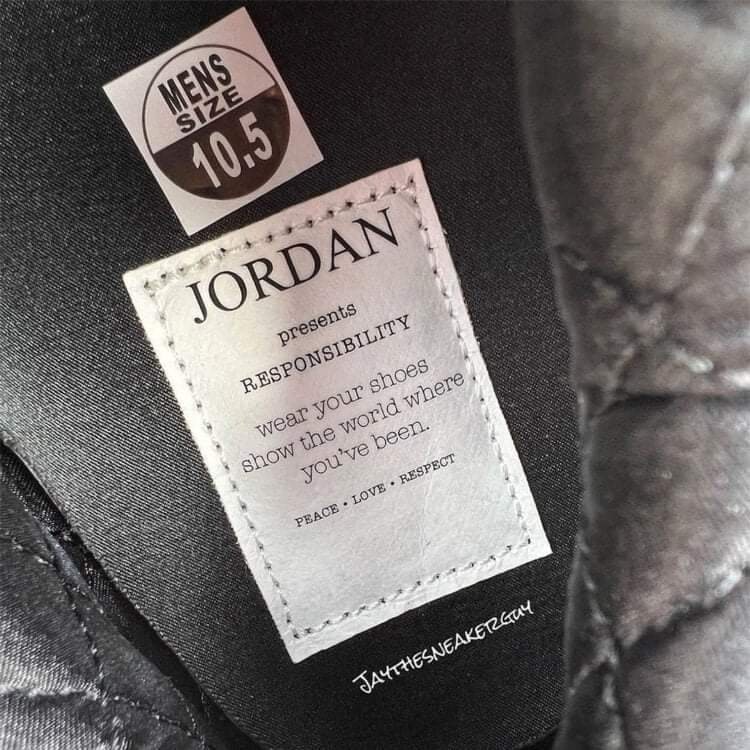 MENS
SIZE
10.5
JORDAN
presents
RESPONSIBILITY
wear your shoes
show the world where
you've been.
PEACE • LOVE • RESPECT
JAYTHESNEAKERGUY